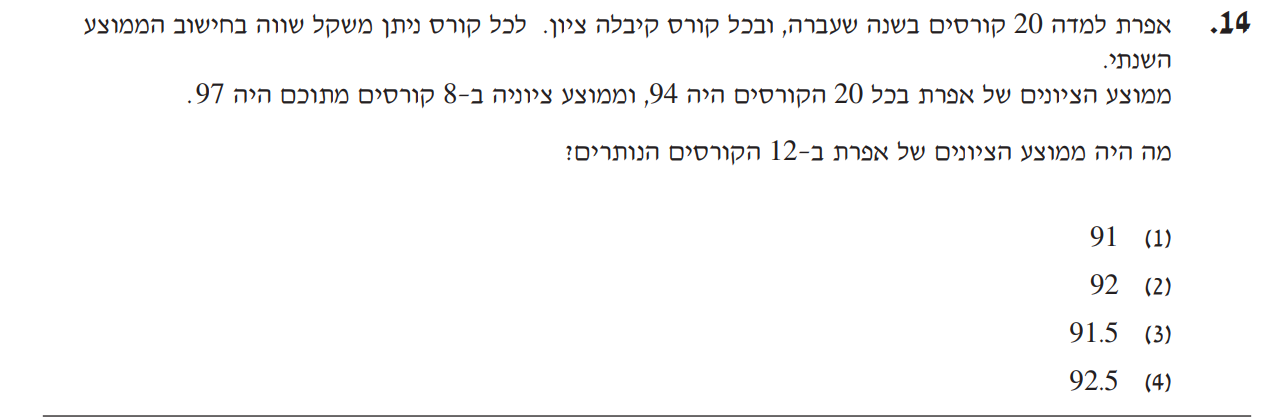 14. אפרת למדה 20 קורסים בשנה שעברה, ובכל קורס קיבלה ציון. לכל קורס ניתן משקל שווה בחישוב הממוצע
השנתי.
ממוצע הציונים של אפרת בכל 20 הקורסים היה 94, וממוצע ציוניה ב-8 קורסים מתוכם היה 97.
מה היה ממוצע הציונים של אפרת ב-12 הקורסים הנותרים?
(1) 91
(2) 92
(3) 91.5
(4) 92.5